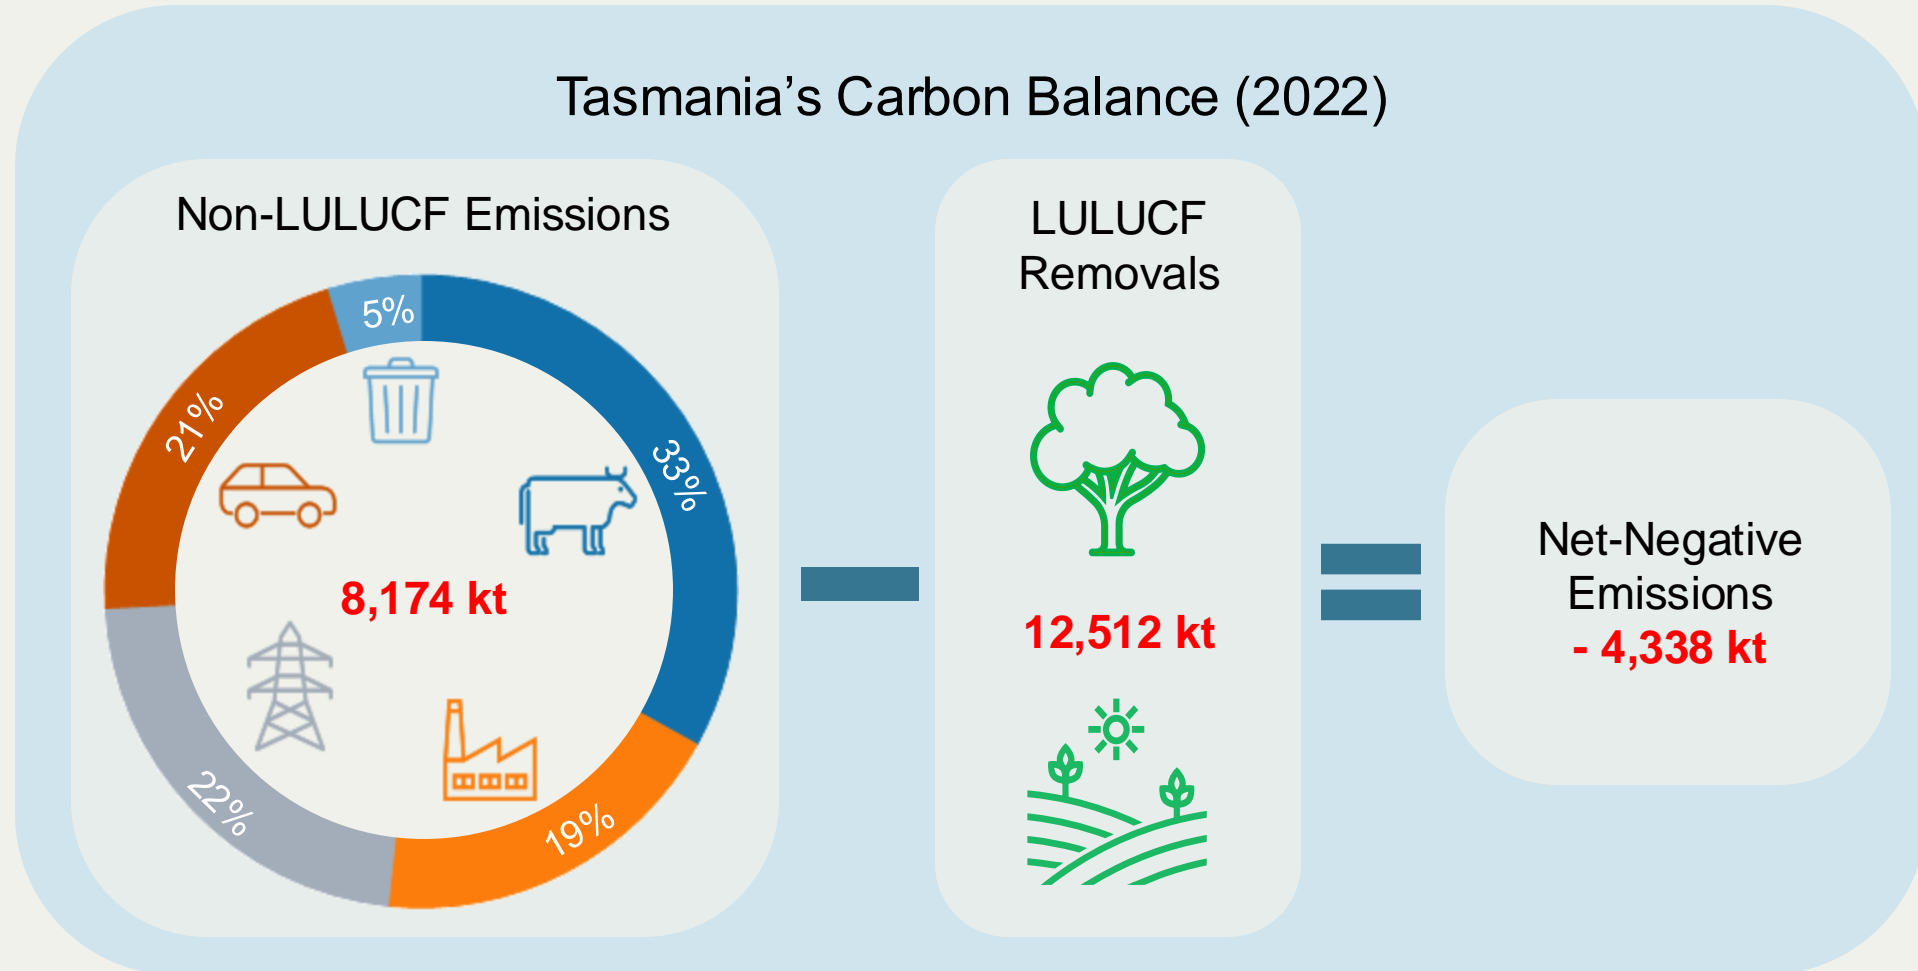 Tasmania’s Carbon Balance (2022)
Non-LULUCF Emissions
5%
33%
21%
8,174 kt
22%
19%
LULUCF
Removals
12,512 kt
Net-Negative
Emissions
- 4,338 kt